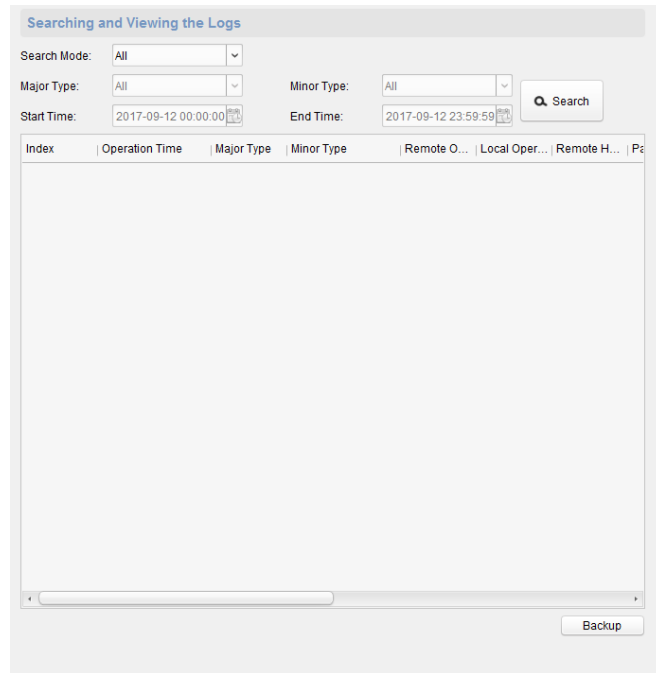 Searching and Viewing the Logs
Search Mode: All
Major Type: All Minor Type: All
Search
Start Time: 2017-09-12 00:00:00 End Time: 2017-09-12 23:59:59
Index Operation Time Major Type Minor Type Remote O... Local Oper... Remote H... Pa
Backup